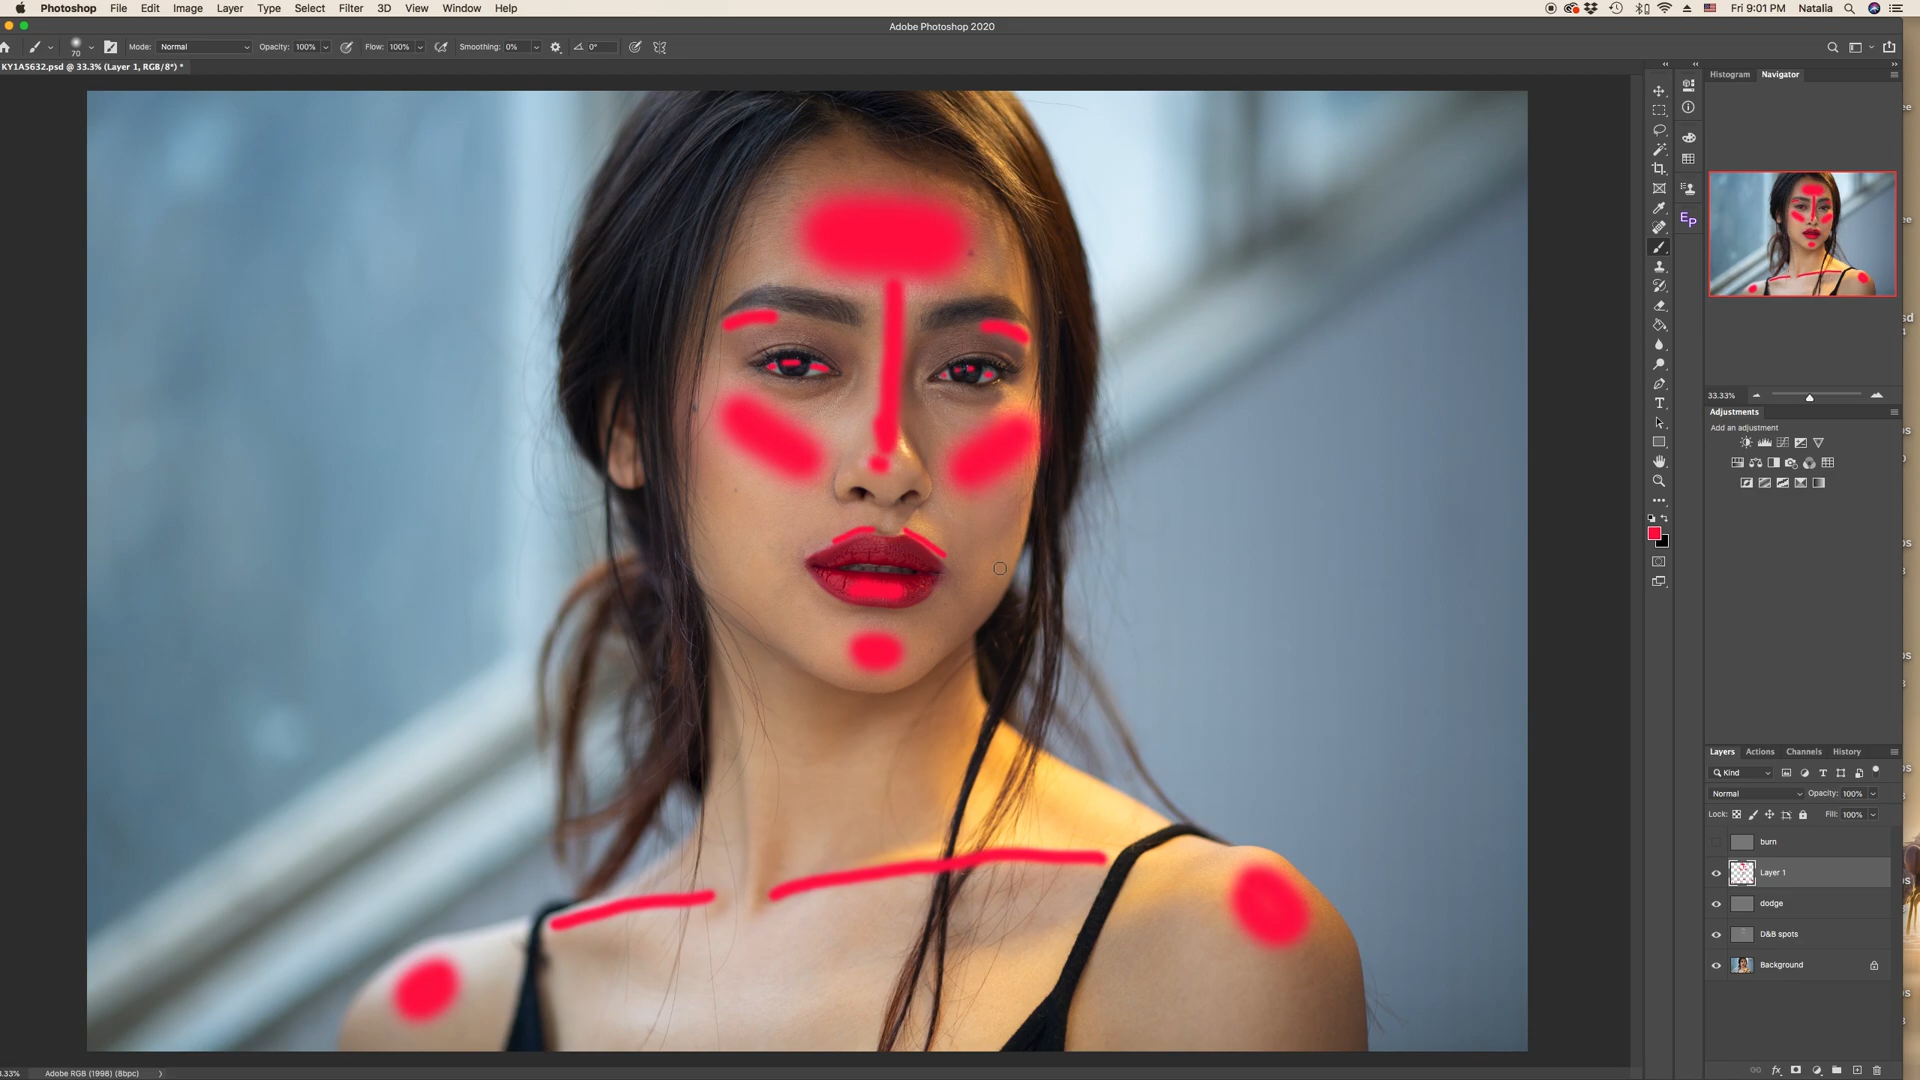 Photoshop File Edit Image Layer Type Select Filter 3D View Window Help Fri 9:01 PM Natalia
Adobe Photoshop 2020
70 Mode: Normal Opacity: 100% Flow: 100% Smoothing: 0% 0°
KY1A5632.psd @ 33.3% (Layer 1, RGB/8*) *
Histogram Navigator
EP
33.33%
Adjustments
Add an adjustment
Layers Actions Channels History
Kind
Normal Opacity: 100%
Lock: Fill: 100%
burn
Layer 1
dodge
D&B spots
Background
fx
Adobe RGB (1998) (8bpc)